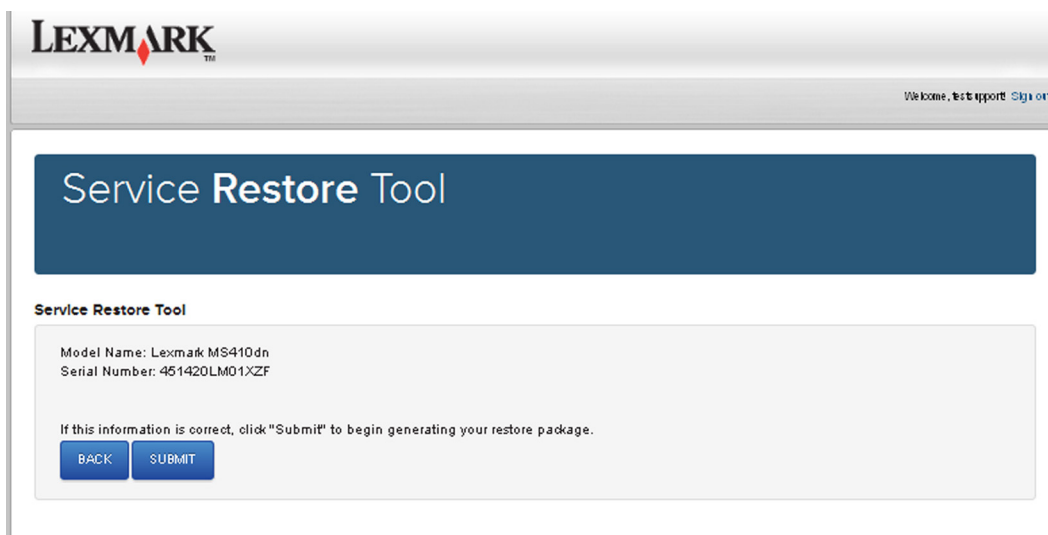 LEXMARK
TM
Welcome, testsupport! Sign out
Service Restore Tool
Service Restore Tool
Model Name: Lexmark MS410dn
Serial Number: 451420LM01XZF
If this information is correct, click "Submit" to begin generating your restore package.
BACK SUBMIT